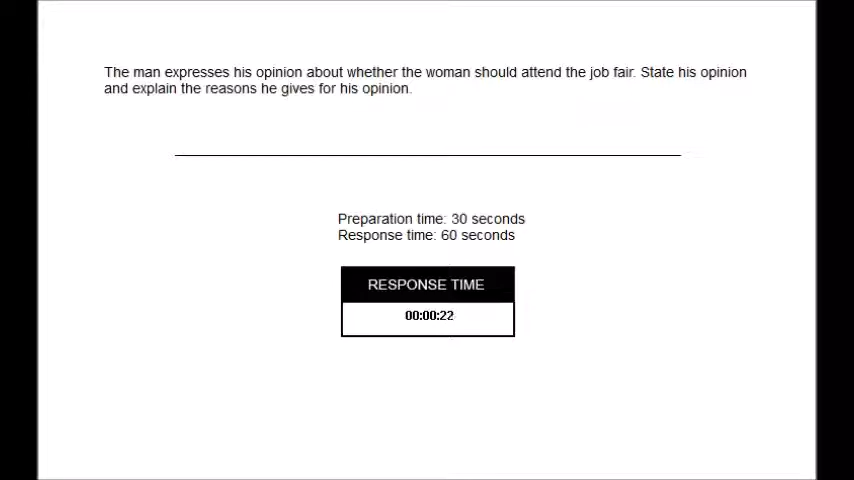 The man expresses his opinion about whether the woman should attend the job fair. State his opinion
and explain the reasons he gives for his opinion.
Preparation time: 30 seconds
Response time: 60 seconds
RESPONSE TIME
00:00:22